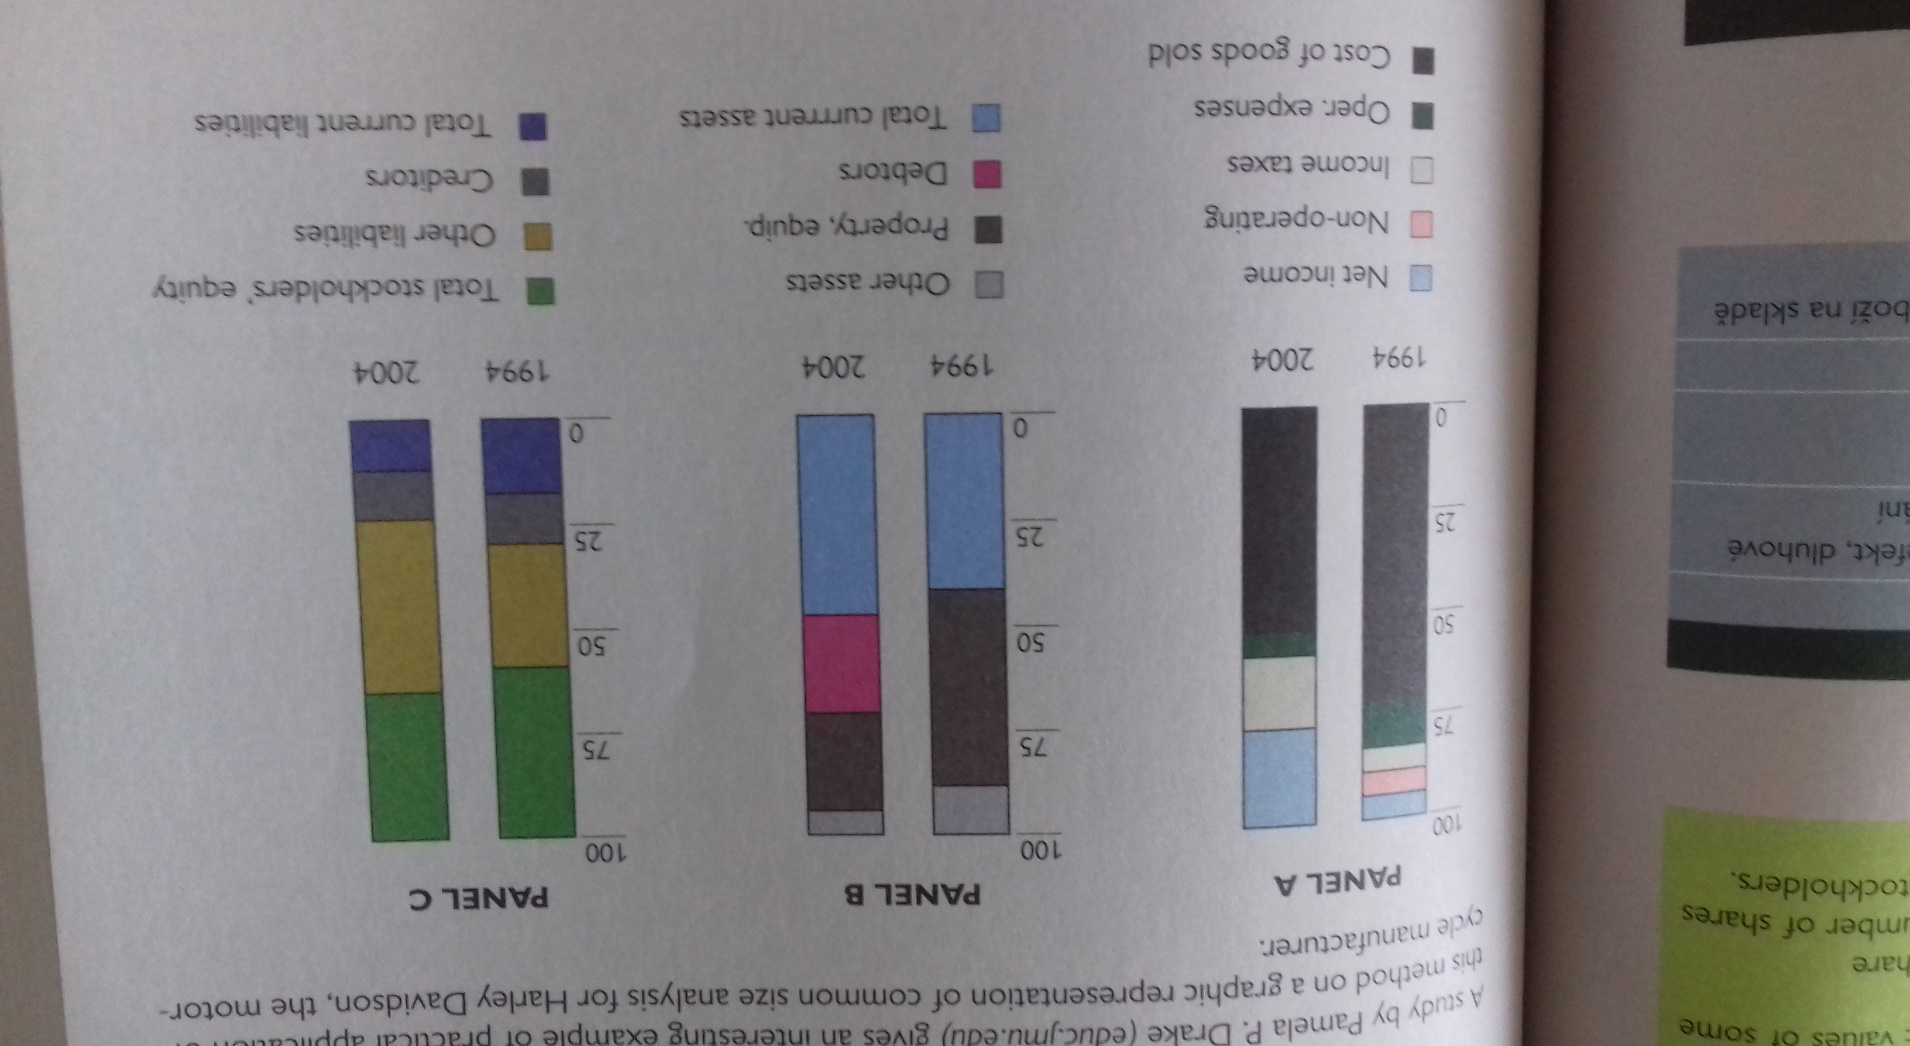 A study by Pamela P. Drake (educ.jmu.edu) gives an interesting example of practical application
this method on a graphic representation of common size analysis for Harley Davidson, the motor-
cycle manufacturer.
PANEL A
100
75
50
25
0
1994
2004
Net income
Non-operating
Income taxes
Oper. expenses
Cost of goods sold
PANEL B
100
75
50
25
0
1994
2004
Other assets
Property, equip.
Debtors
Total currrent assets
PANEL C
100
75
50
25
0
1994
2004
Total stockholders' equity
Other liabilities
Creditors
Total current liabilities
values of some
hare
umber of shares
tockholders.
fekt, dluhové
ání
boží na skladě